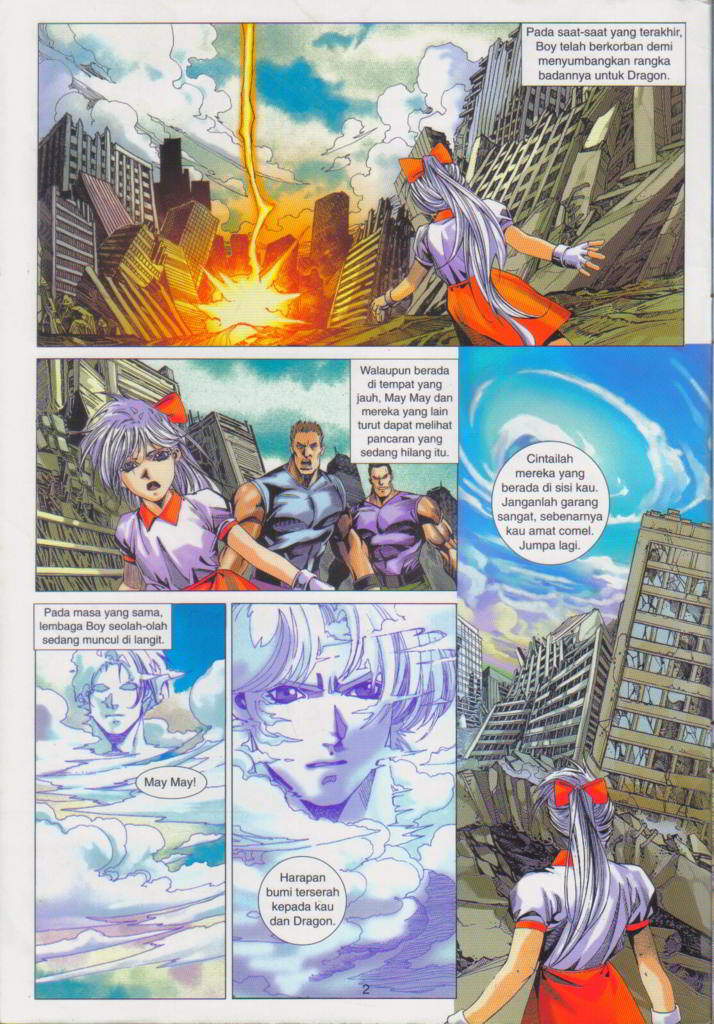 Pada saat-saat yang terakhir,
Boy telah berkorban demi
menyumbangkan rangka
badannya untuk Dragon.
Walaupun berada
di tempat yang
jauh, May May dan
mereka yang lain
turut dapat melihat
pancaran yang
sedang hilang itu.
Pada masa yang sama,
lembaga Boy seolah-olah
sedang muncul di langit.
May May!
Harapan
bumi terserah
kepada kau
dan Dragon.
Cintailah
mereka yang
berada di sisi kau.
Janganlah garang
sangat, sebenarnya
kau amat comel.
Jumpa lagi.
2